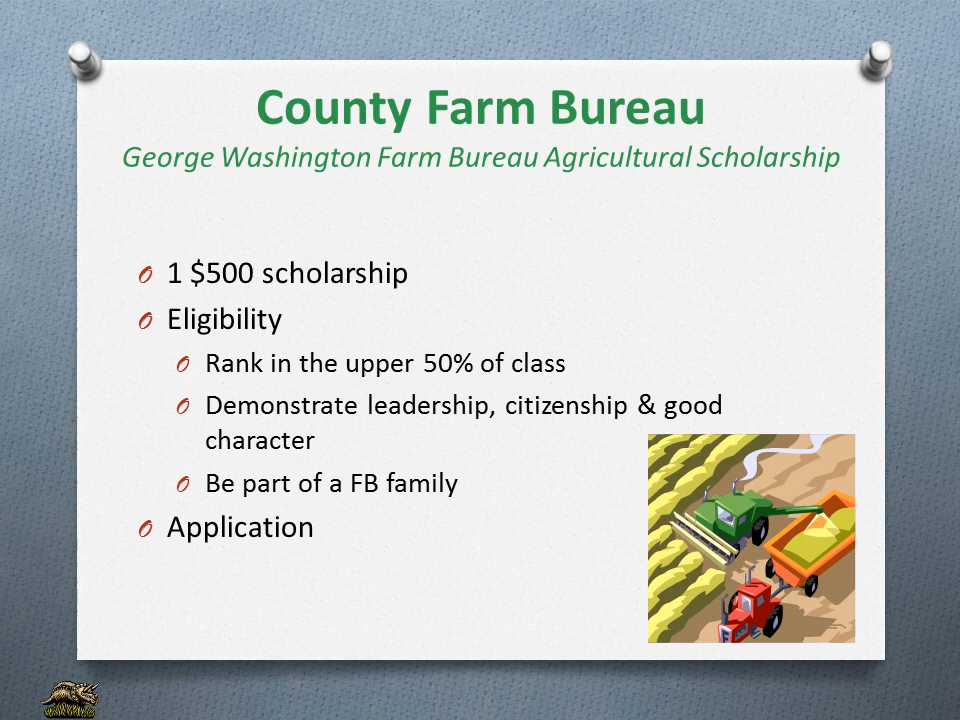 County Farm Bureau
George Washington Farm Bureau Agricultural Scholarship
1 $500 scholarship
Eligibility
Rank in the upper 50% of class
Demonstrate leadership, citizenship & good
character
Be part of a FB family
Application